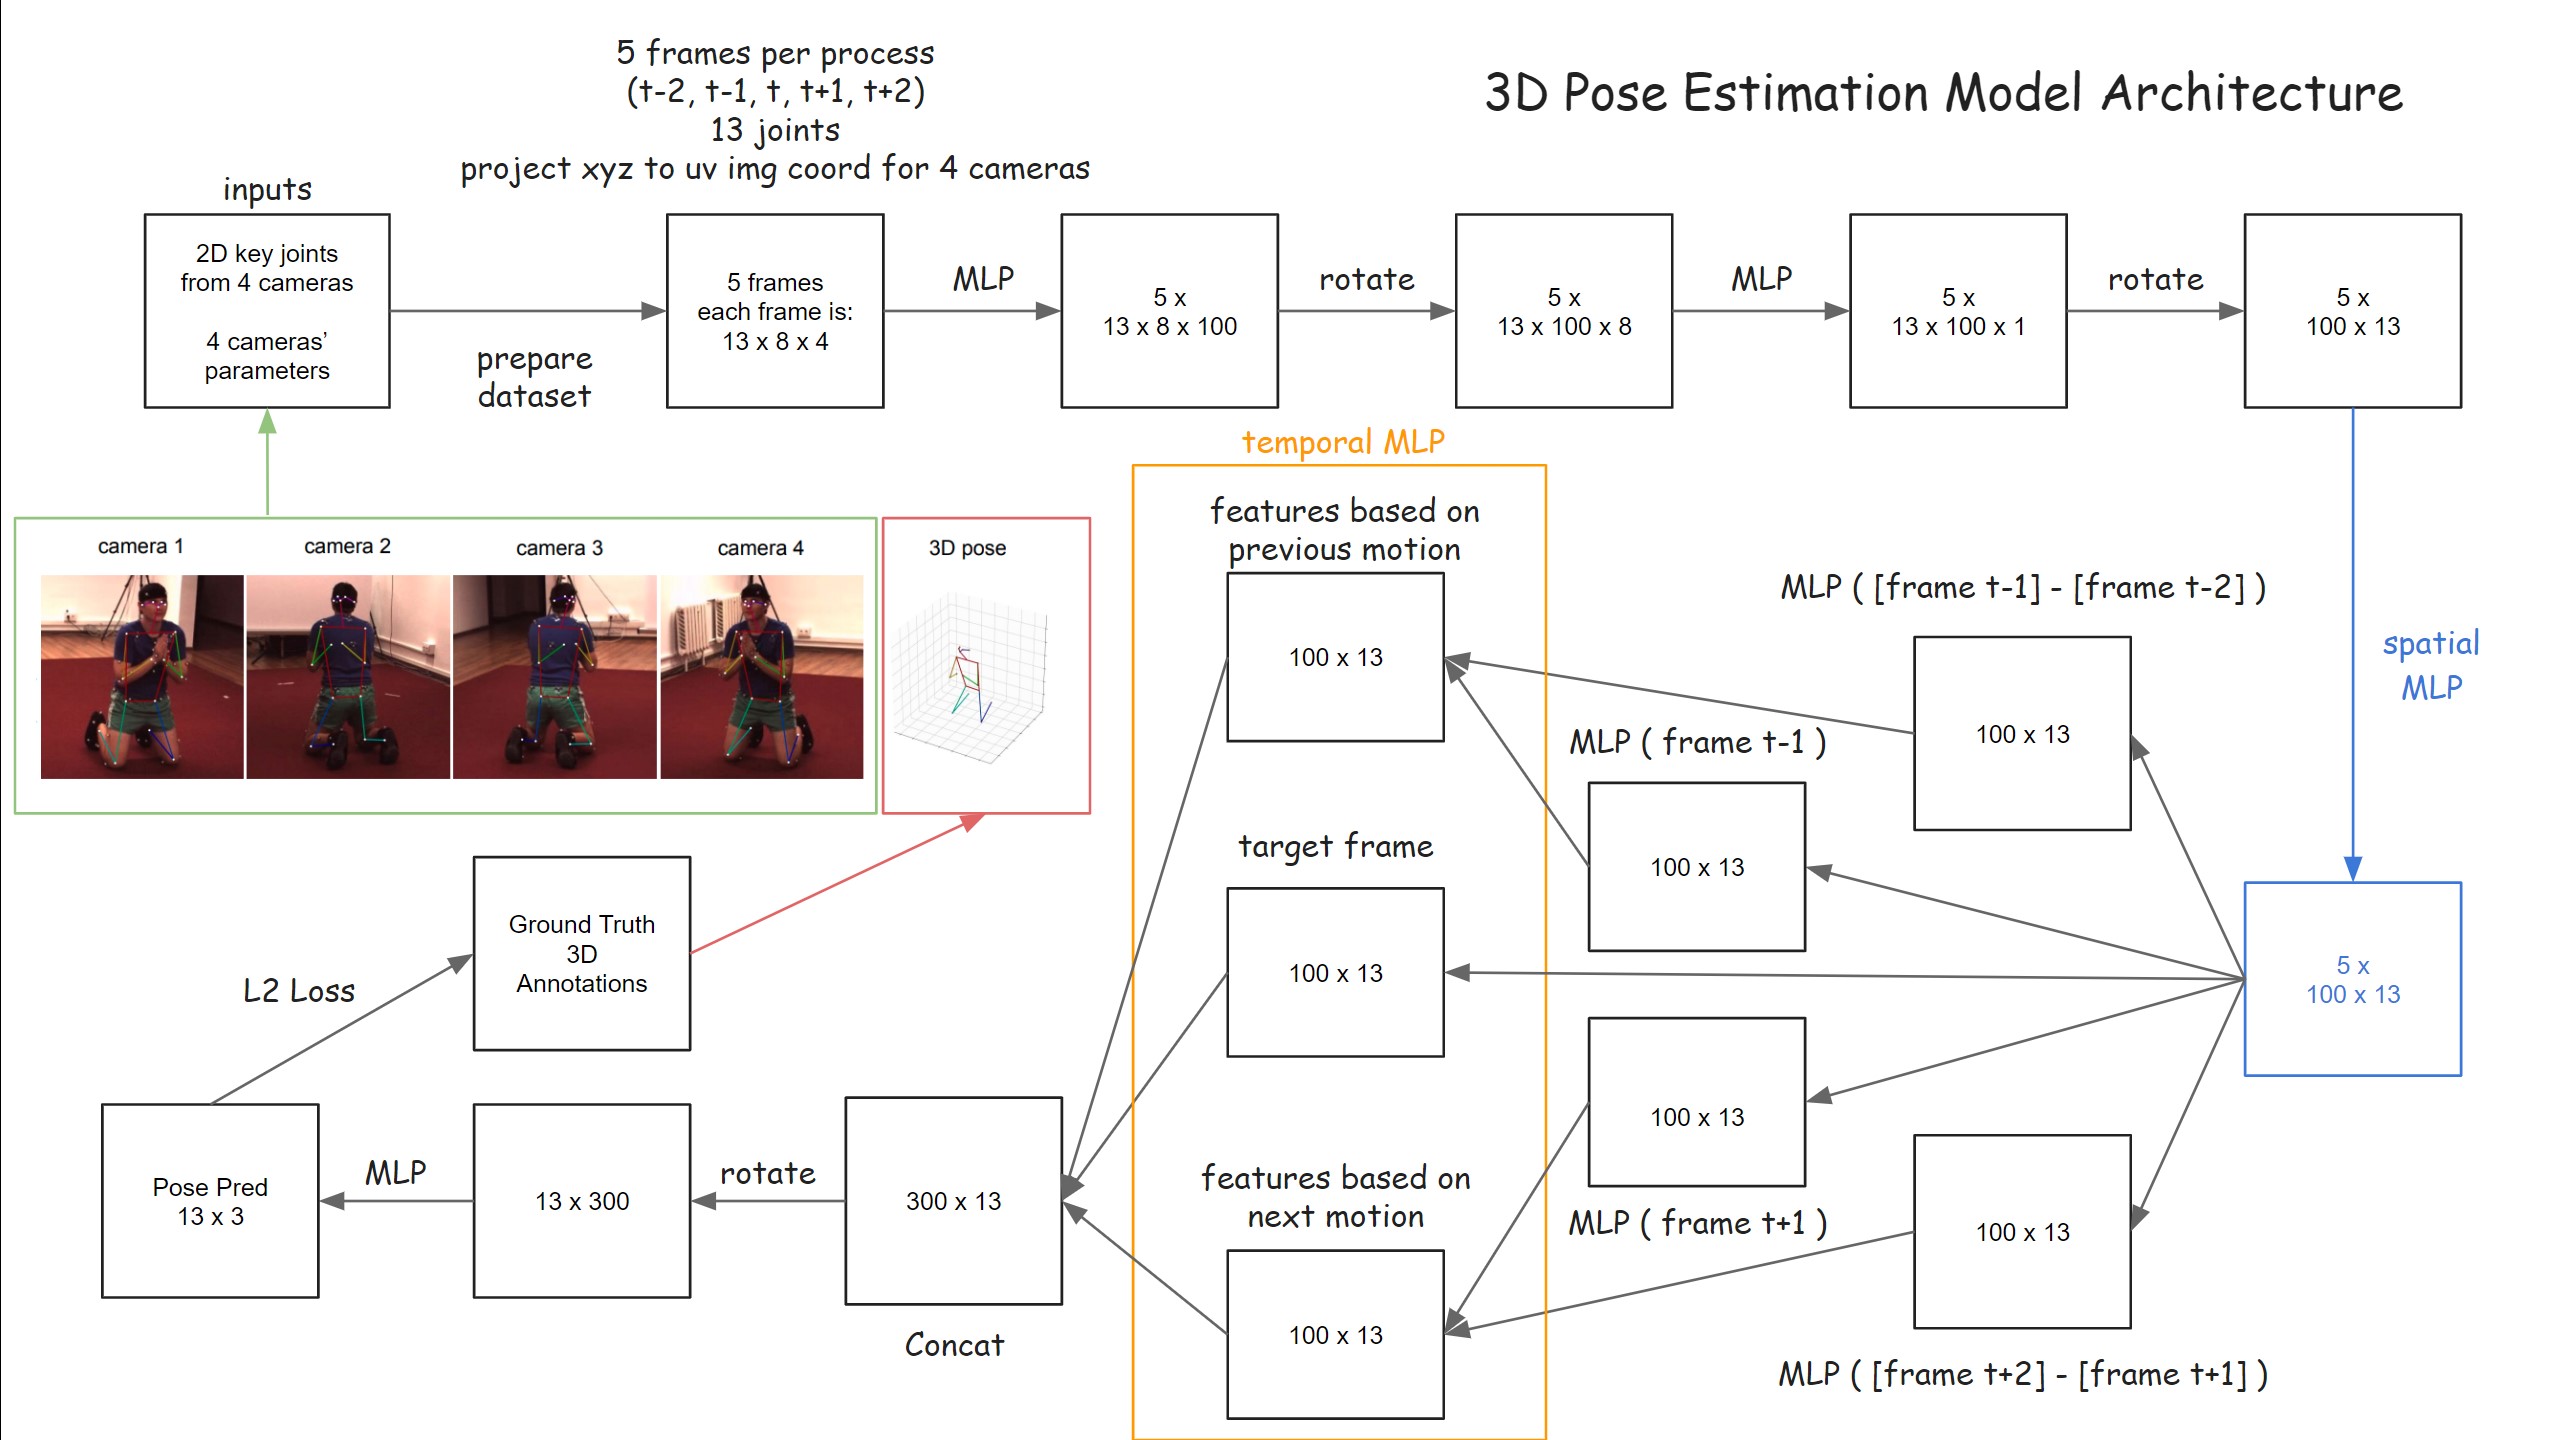 5 frames per process
(t-2, t-1, t, t+1, t+2)
13 joints
project xyz to uv img coord for 4 cameras
3D Pose Estimation Model Architecture
inputs
2D key joints
from 4 cameras
4 cameras'
parameters
prepare
dataset
5 frames
each frame is:
13 x 8 x 4
MLP
5 x
13 x 8 x 100
rotate
5 x
13 x 100 x 8
MLP
5 x
13 x 100 x 1
rotate
5 x
100 x 13
spatial
MLP
5 x
100 x 13
camera 1
camera 2
camera 3
camera 4
3D pose
temporal MLP
features based on
previous motion
100 x 13
MLP ( [frame t-1] - [frame t-2] )
100 x 13
MLP ( frame t-1 )
100 x 13
target frame
100 x 13
100 x 13
MLP ( frame t+1 )
100 x 13
MLP ( [frame t+2] - [frame t+1] )
features based on
next motion
100 x 13
300 x 13
Concat
rotate
13 x 300
MLP
Pose Pred
13 x 3
L2 Loss
Ground Truth
3D
Annotations